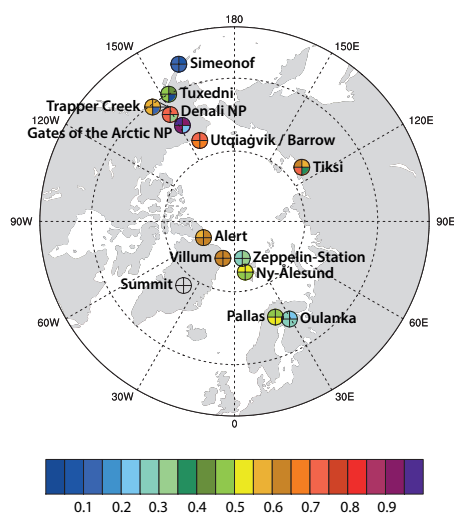 180
150W
150E
Simeonof
Tuxedni
Trapper Creek
Denali NP
120W
120E
Gates of the Arctic NP
Utqiaġvik / Barrow
Tiksi
90W
90E
Alert
Villum
Zeppelin-Station
Ny-Ålesund
Summit
60W
60E
Pallas
Oulanka
30W
30E
0
0.1 0.2 0.3 0.4 0.5 0.6 0.7 0.8 0.9